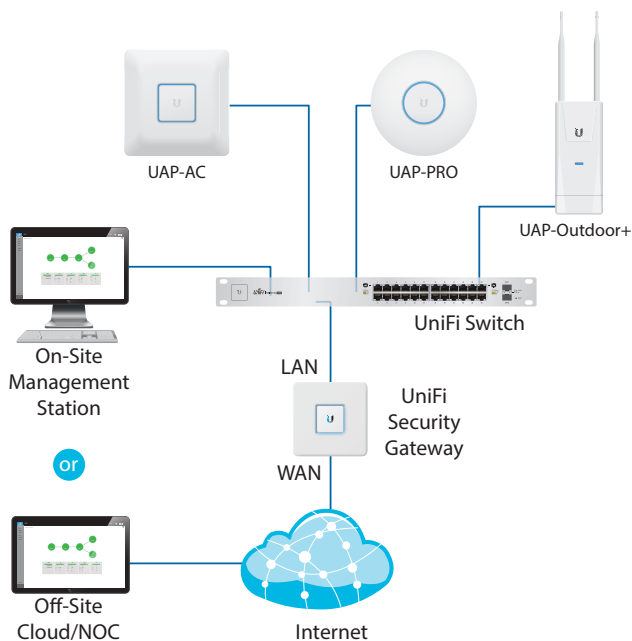 UAP-AC
UAP-PRO
UAP-Outdoor+
UniFi Switch
On-Site
Management
Station
LAN
UniFi
Security
Gateway
WAN
or
Off-Site
Cloud/NOC
Internet